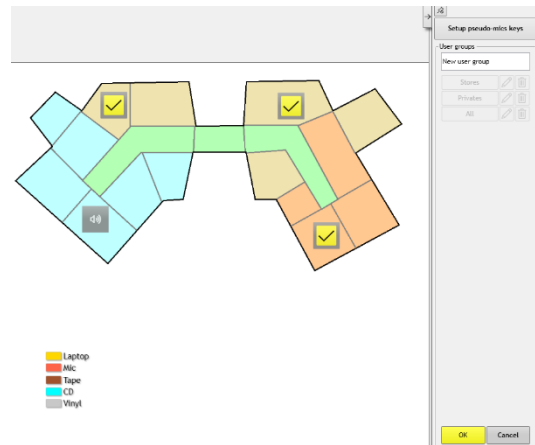 Setup pseudo-mics keys
User groups
New user group
Stores
Privates
All
Laptop
Mic
Tape
CD
Vinyl
OK
Cancel